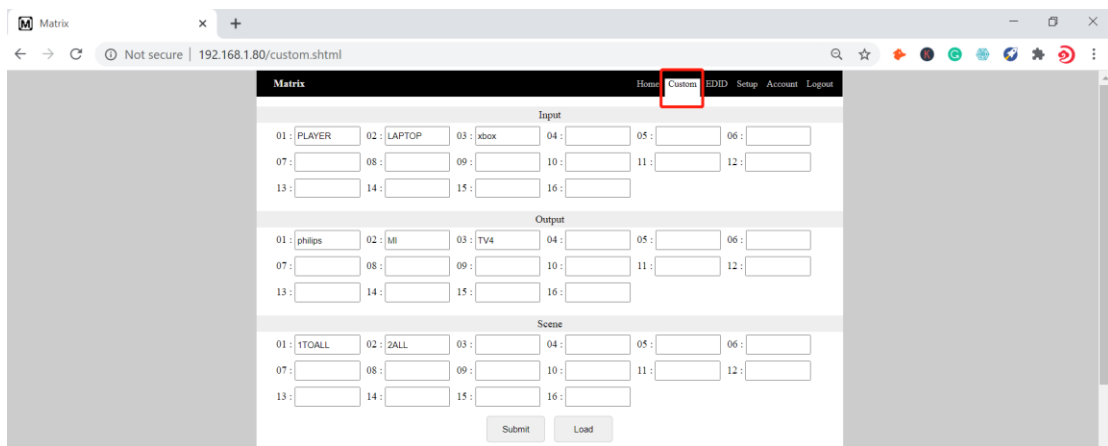 M Matrix
Not secure | 192.168.1.80/custom.shtml
K G
Matrix Home Custom EDID Setup Account Logout
Input
01 : PLAYER 02 : LAPTOP 03 : xbox 04 : 05 : 06 :
07 : 08 : 09 : 10 : 11 : 12 :
13 : 14 : 15 : 16 :
Output
01 : philips 02 : MI 03 : TV4 04 : 05 : 06 :
07 : 08 : 09 : 10 : 11 : 12 :
13 : 14 : 15 : 16 :
Scene
01 : 1TOALL 02 : 2ALL 03 : 04 : 05 : 06 :
07 : 08 : 09 : 10 : 11 : 12 :
13 : 14 : 15 : 16 :
Submit Load